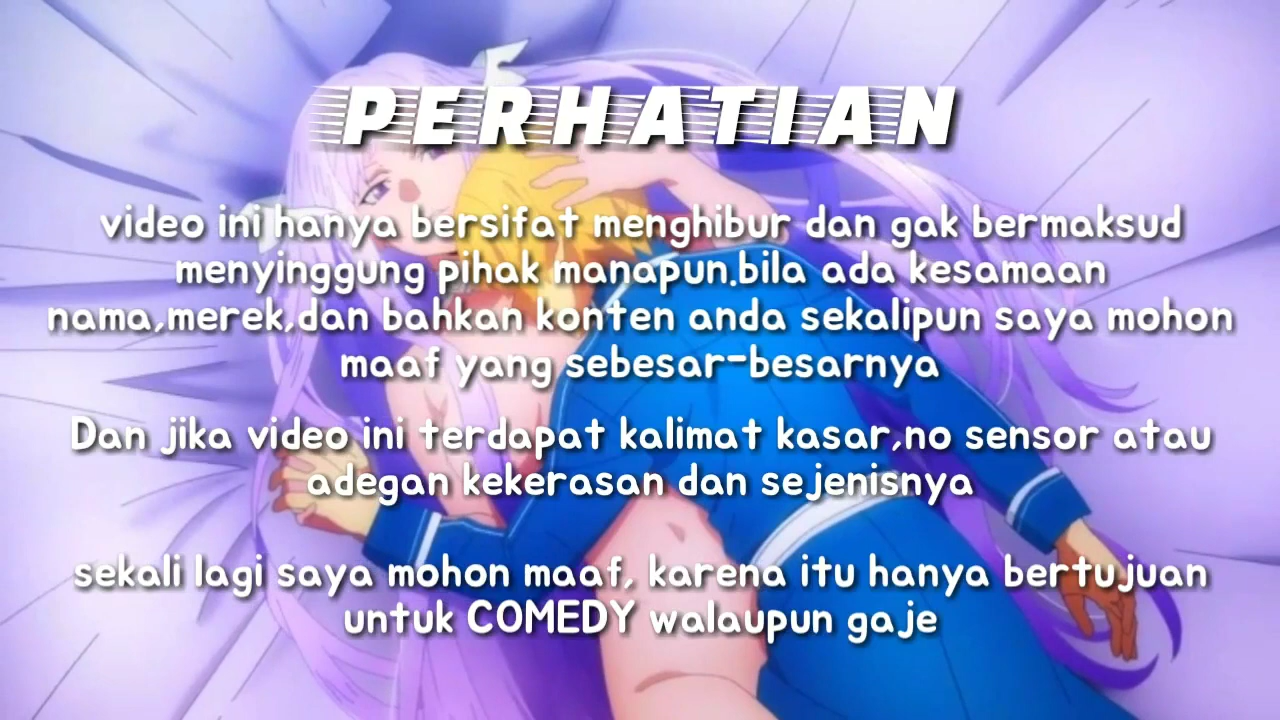 PERHATIAN
video ini hanya bersifat menghibur dan gak bermaksud
menyinggung pihak manapun.bila ada kesamaan
nama,merek,dan bahkan konten anda sekalipun saya mohon
maaf yang sebesar-besarnya
Dan jika video ini terdapat kalimat kasar,no sensor atau
adegan kekerasan dan sejenisnya
sekali lagi saya mohon maaf, karena itu hanya bertujuan
untuk COMEDY walaupun gaje